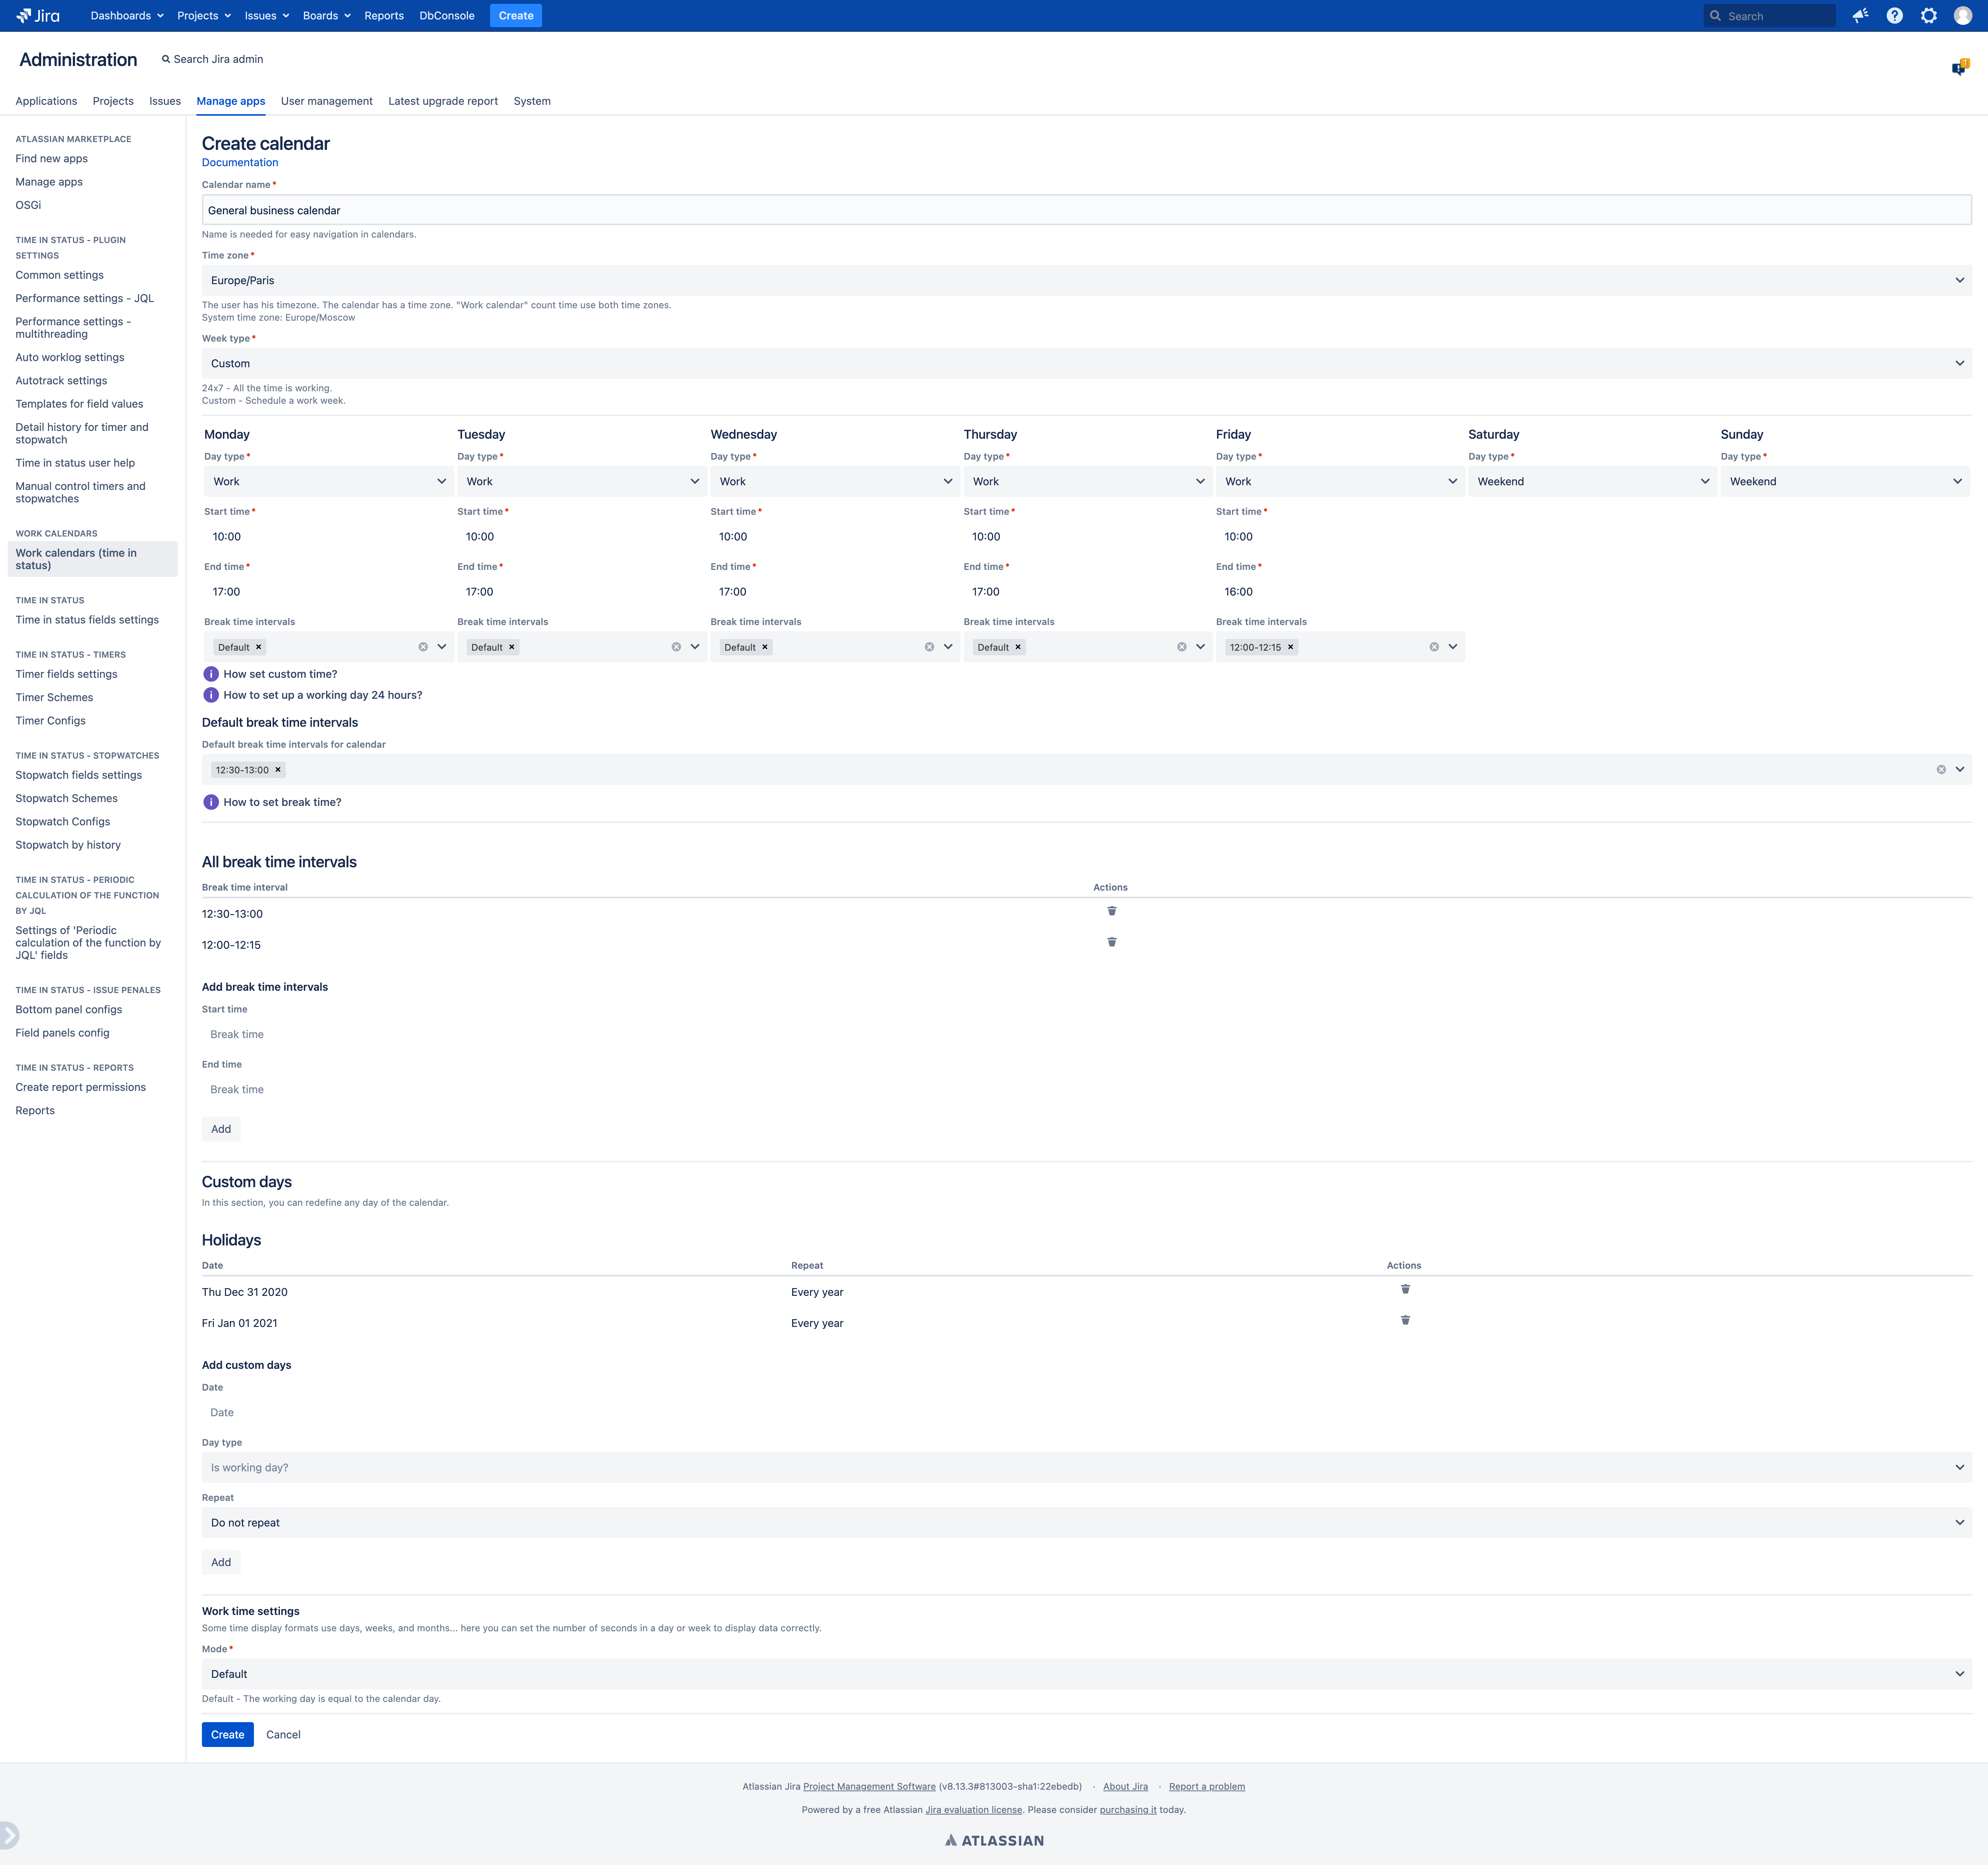 Jira Dashboards Projects Issues Boards Reports DbConsole Create Search
Administration Search Jira admin
Applications Projects Issues Manage apps User management Latest upgrade report System
ATLASSIAN MARKETPLACE
Find new apps
Manage apps
OSGi
TIME IN STATUS - PLUGIN
SETTINGS
Common settings
Performance settings - JQL
Performance settings -
multithreading
Auto worklog settings
Autotrack settings
Templates for field values
Detail history for timer and
stopwatch
Time in status user help
Manual control timers and
stopwatches
WORK CALENDARS
Work calendars (time in
status)
TIME IN STATUS
Time in status fields settings
TIME IN STATUS - TIMERS
Timer fields settings
Timer Schemes
Timer Configs
TIME IN STATUS - STOPWATCHES
Stopwatch fields settings
Stopwatch Schemes
Stopwatch Configs
Stopwatch by history
TIME IN STATUS - PERIODIC
CALCULATION OF THE FUNCTION
BY JQL
Settings of 'Periodic
calculation of the function by
JQL' fields
TIME IN STATUS - ISSUE PENALES
Bottom panel configs
Field panels config
TIME IN STATUS - REPORTS
Create report permissions
Reports
Create calendar
Documentation
Calendar name*
General business calendar
Name is needed for easy navigation in calendars.
Time zone*
Europe/Paris
The user has his timezone. The calendar has a time zone. "Work calendar" count time use both time zones.
System time zone: Europe/Moscow
Week type*
Custom
24x7 - All the time is working.
Custom - Schedule a work week.
Monday Tuesday Wednesday Thursday Friday Saturday Sunday
Day type* Day type* Day type* Day type* Day type* Day type* Day type*
Work Work Work Work Work Weekend Weekend
Start time* Start time* Start time* Start time* Start time*
10:00 10:00 10:00 10:00 10:00
End time* End time* End time* End time* End time*
17:00 17:00 17:00 17:00 16:00
Break time intervals Break time intervals Break time intervals Break time intervals Break time intervals
Default Default Default Default 12:00-12:15
How set custom time?
How to set up a working day 24 hours?
Default break time intervals
Default break time intervals for calendar
12:30-13:00
How to set break time?
All break time intervals
Break time interval Actions
12:30-13:00
12:00-12:15
Add break time intervals
Start time
Break time
End time
Break time
Add
Custom days
In this section, you can redefine any day of the calendar.
Holidays
Date Repeat Actions
Thu Dec 31 2020 Every year
Fri Jan 01 2021 Every year
Add custom days
Date
Date
Day type
Is working day?
Repeat
Do not repeat
Add
Work time settings
Some time display formats use days, weeks, and months... here you can set the number of seconds in a day or week to display data correctly.
Mode*
Default
Default - The working day is equal to the calendar day.
Create Cancel
Atlassian Jira Project Management Software (v8.13.3#813003-sha1:22ebedb) · About Jira · Report a problem
Powered by a free Atlassian Jira evaluation license. Please consider purchasing it today.
ATLASSIAN